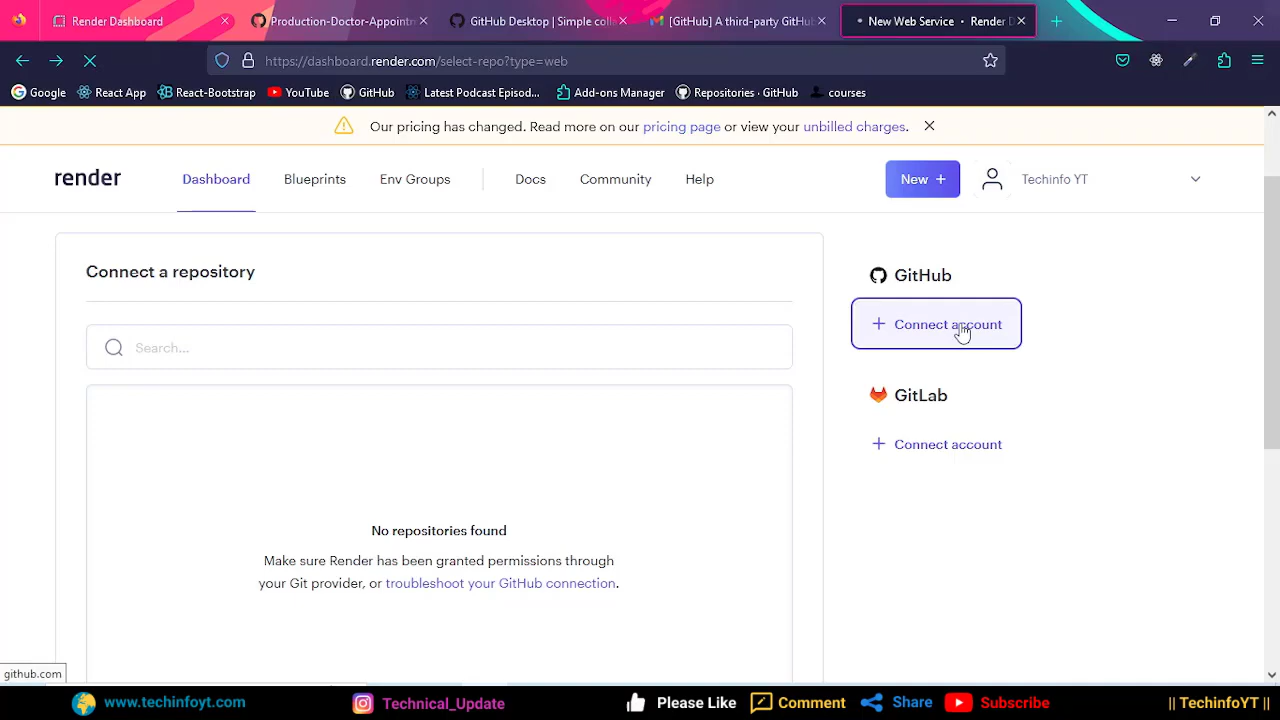 Render Dashboard
Production-Doctor-Appointn
GitHub Desktop | Simple colla
[GitHub] A third-party GitHub
New Web Service · Render D
https://dashboard.render.com/select-repo?type=web
Google
React App
React-Bootstrap
YouTube
GitHub
Latest Podcast Episod...
Add-ons Manager
Repositories · GitHub
courses
Our pricing has changed. Read more on our pricing page or view your unbilled charges.
render
Dashboard
Blueprints
Env Groups
Docs
Community
Help
New +
Techinfo YT
Connect a repository
Search...
No repositories found
Make sure Render has been granted permissions through
your Git provider, or troubleshoot your GitHub connection.
GitHub
+ Connect account
GitLab
+ Connect account
github.com
www.techinfoyt.com
Technical_Update
Please Like
Comment
Share
Subscribe
|| TechinfoYT ||